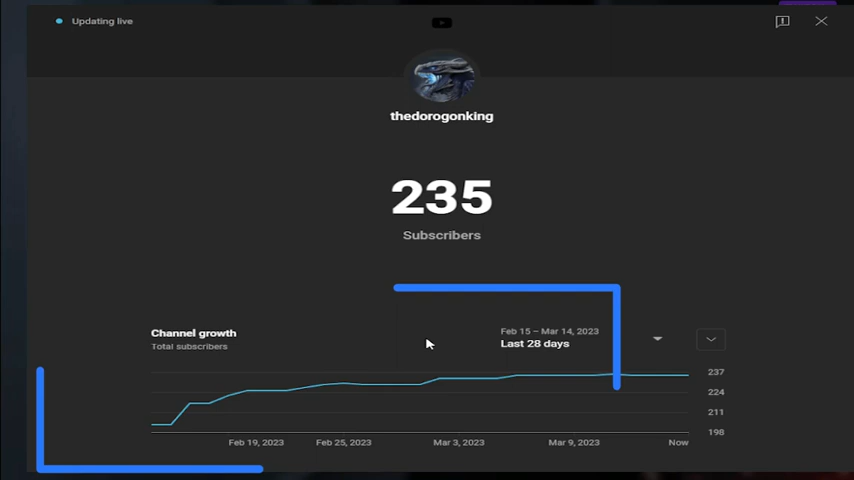 Updating live
thedorogonking
235
Subscribers
Channel growth
Total subscribers
Feb 15 – Mar 14, 2023
Last 28 days
237
224
211
198
Feb 19, 2023
Feb 25, 2023
Mar 3, 2023
Mar 9, 2023
Now